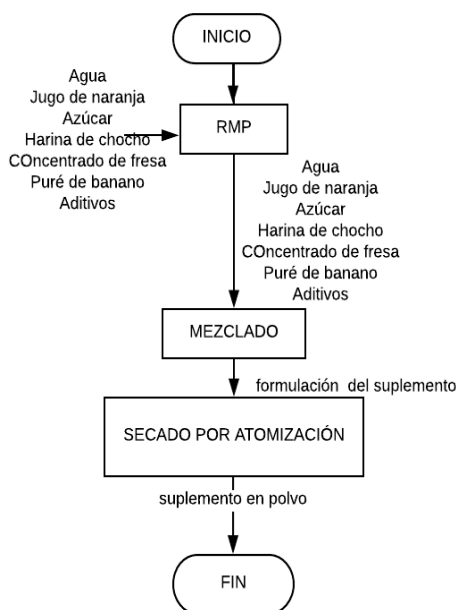 INICIO
Agua
Jugo de naranja
Azúcar
Harina de chocho
COncentrado de fresa
Puré de banano
Aditivos
RMP
Agua
Jugo de naranja
Azúcar
Harina de chocho
COncentrado de fresa
Puré de banano
Aditivos
MEZCLADO
formulación del suplemento
SECADO POR ATOMIZACIÓN
suplemento en polvo
FIN